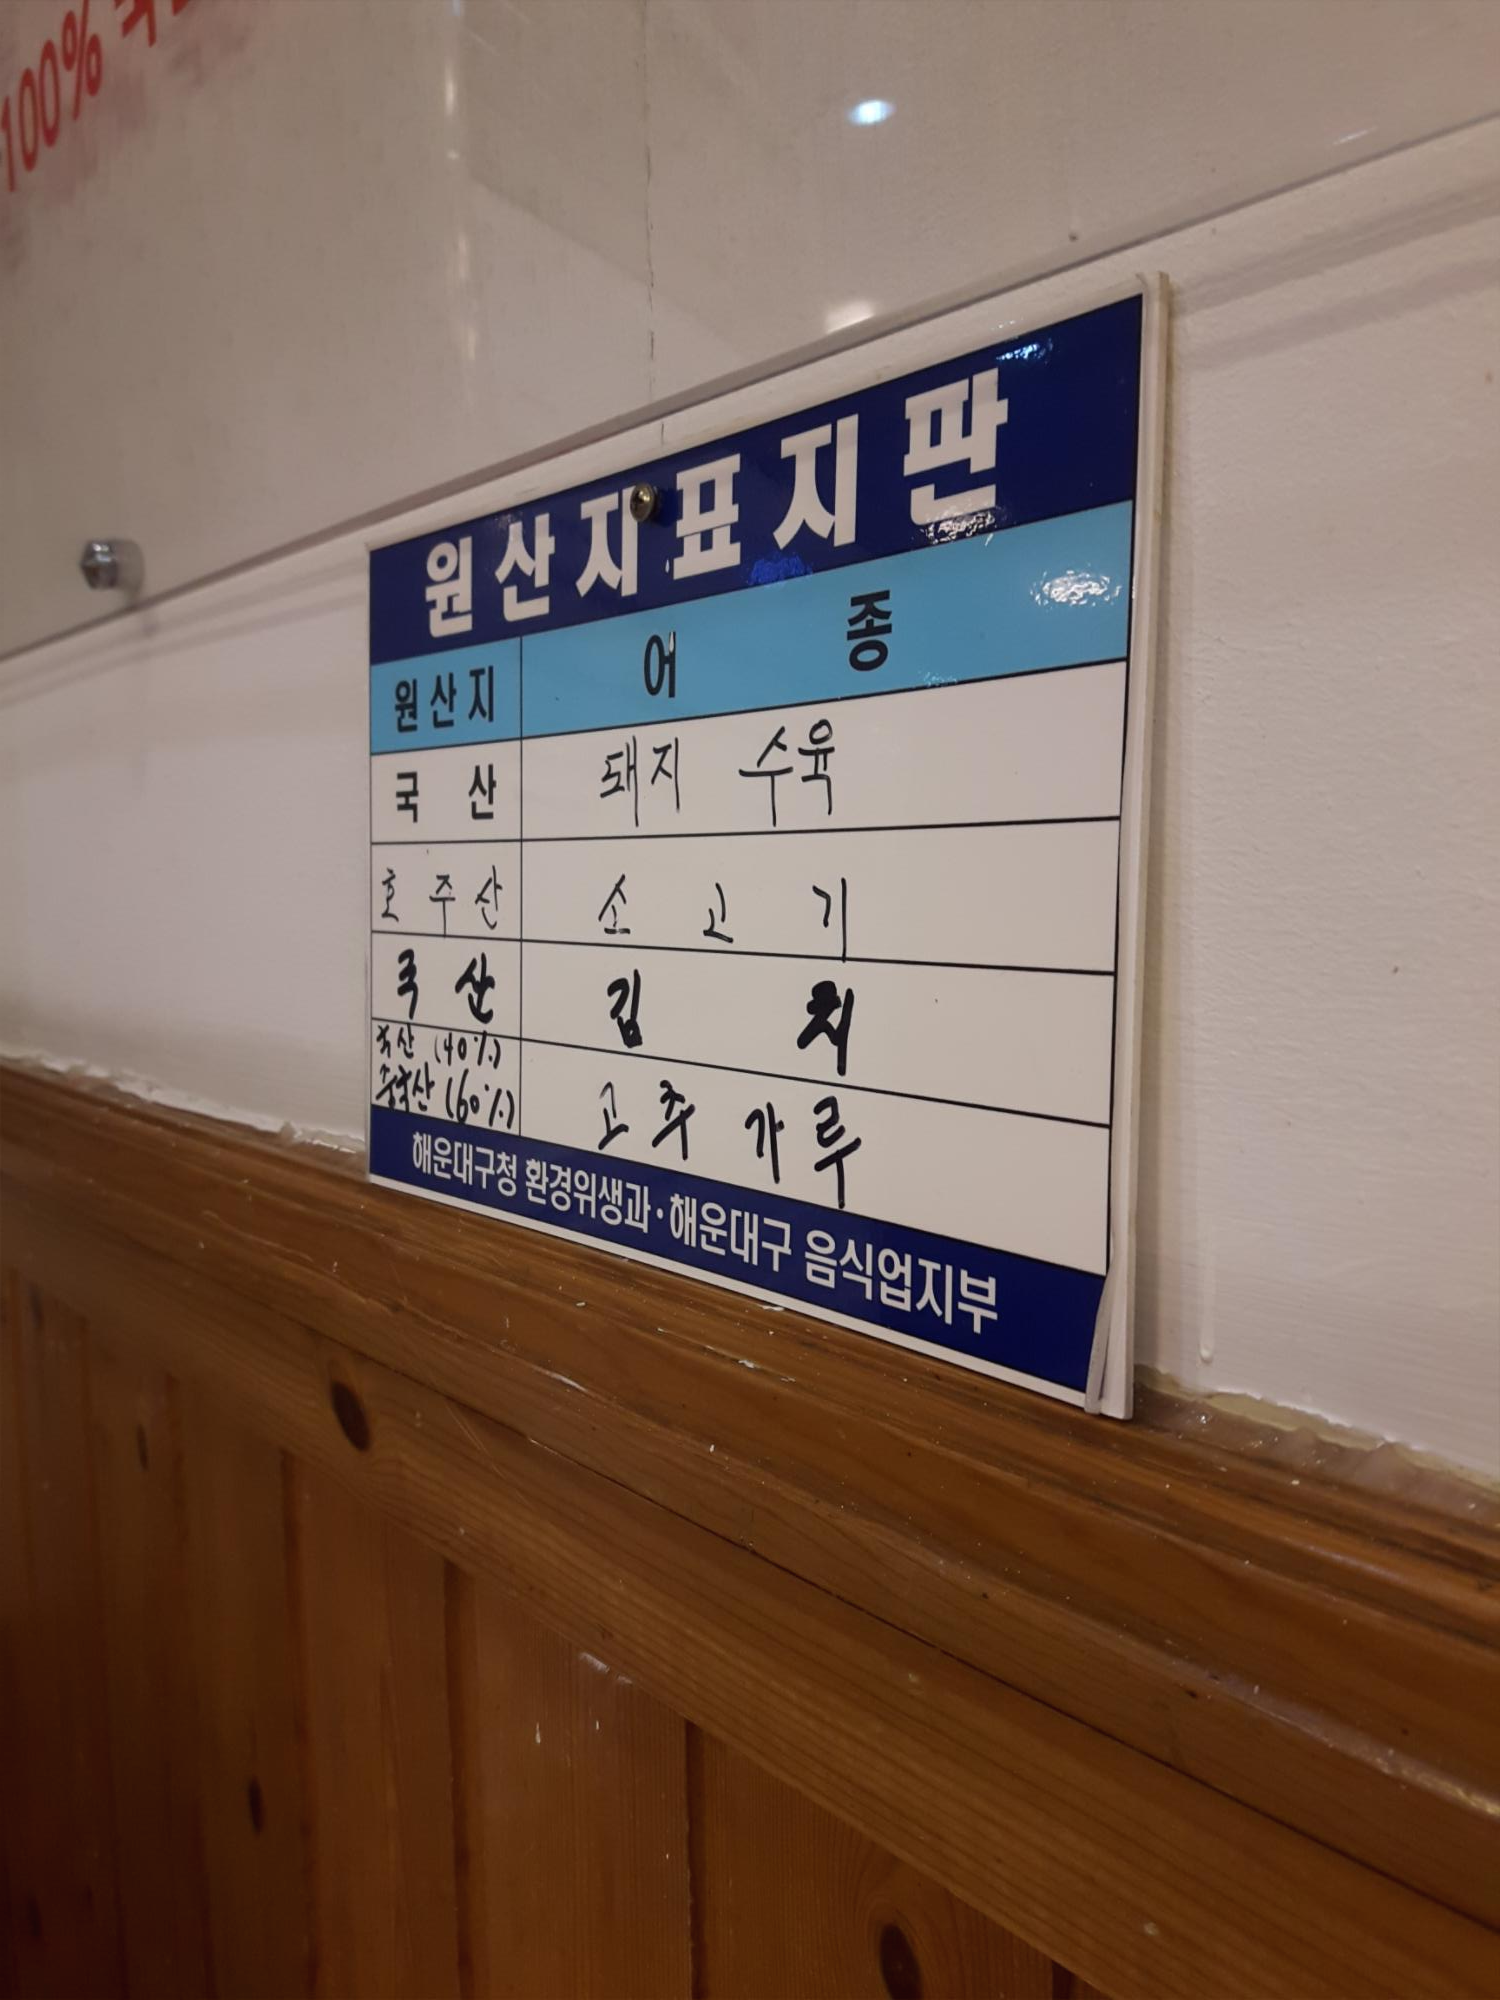 100%
원산지표지판
원산지 어종
국산 돼지 수육
호주산 소고기
국산 김치
국산 (40%)
중국산 (60%) 고추가루
해운대구청 환경위생과·해운대구 음식업지부